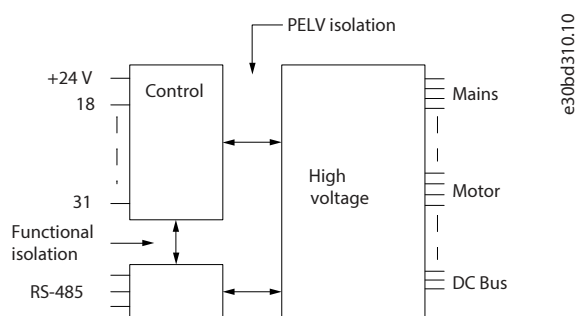 PELV isolation
e30bd310.10
+24 V
Control
Mains
18
High
voltage
Motor
31
Functional
isolation
RS-485
DC Bus